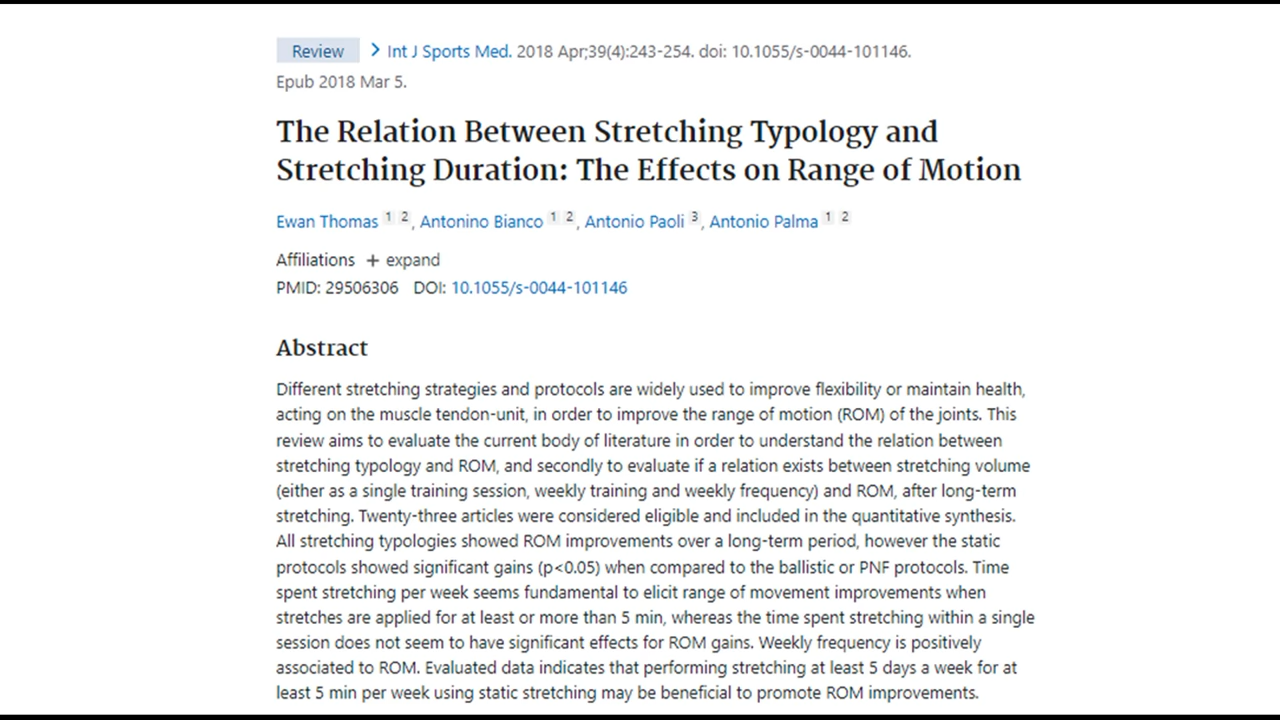 Review > Int J Sports Med. 2018 Apr;39(4):243-254. doi: 10.1055/s-0044-101146.
Epub 2018 Mar 5.
The Relation Between Stretching Typology and
Stretching Duration: The Effects on Range of Motion
Ewan Thomas 1 2, Antonino Bianco 1 2, Antonio Paoli 3, Antonio Palma 1 2
Affiliations + expand
PMID: 29506306 DOI: 10.1055/s-0044-101146
Abstract
Different stretching strategies and protocols are widely used to improve flexibility or maintain health,
acting on the muscle tendon-unit, in order to improve the range of motion (ROM) of the joints. This
review aims to evaluate the current body of literature in order to understand the relation between
stretching typology and ROM, and secondly to evaluate if a relation exists between stretching volume
(either as a single training session, weekly training and weekly frequency) and ROM, after long-term
stretching. Twenty-three articles were considered eligible and included in the quantitative synthesis.
All stretching typologies showed ROM improvements over a long-term period, however the static
protocols showed significant gains (p<0.05) when compared to the ballistic or PNF protocols. Time
spent stretching per week seems fundamental to elicit range of movement improvements when
stretches are applied for at least or more than 5 min, whereas the time spent stretching within a single
session does not seem to have significant effects for ROM gains. Weekly frequency is positively
associated to ROM. Evaluated data indicates that performing stretching at least 5 days a week for at
least 5 min per week using static stretching may be beneficial to promote ROM improvements.